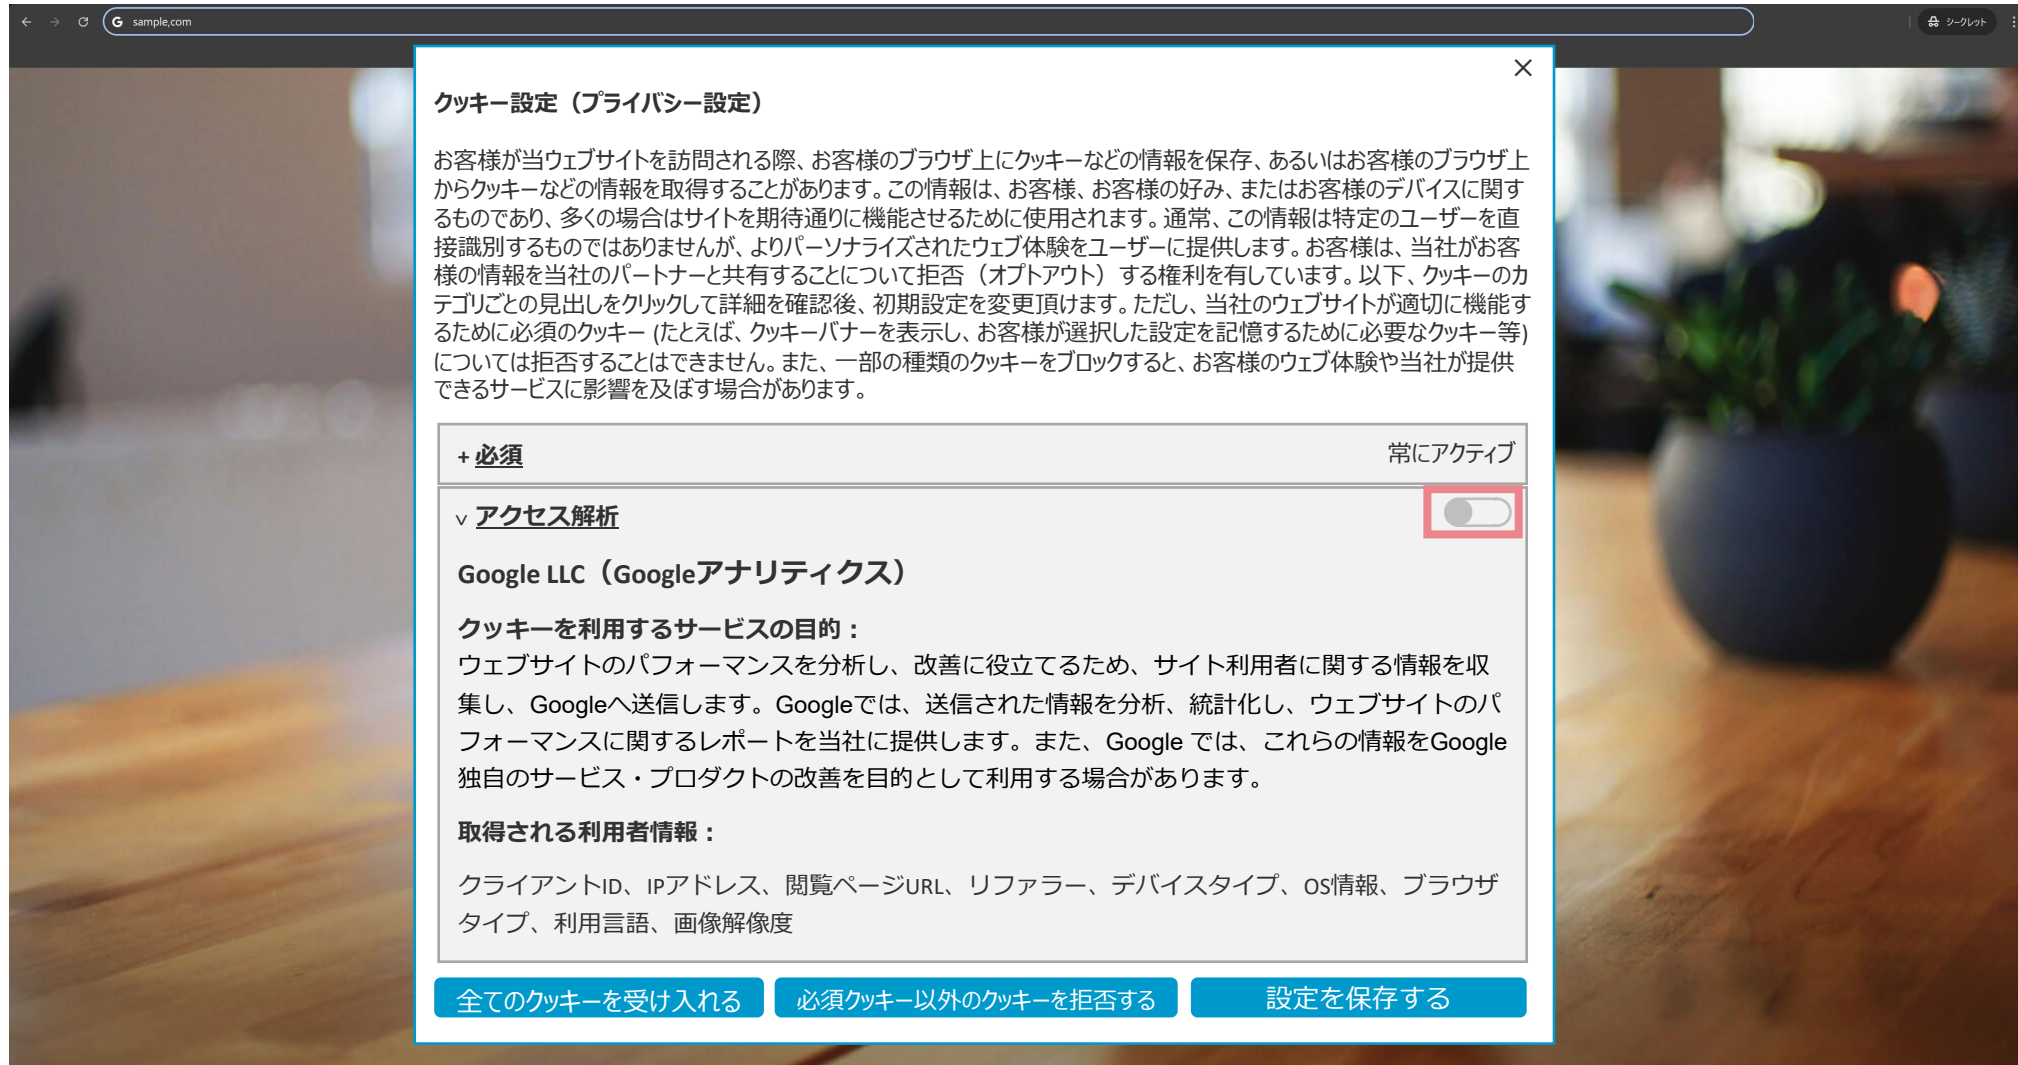 sample,com
シークレット
クッキー設定（プライバシー設定）
お客様が当ウェブサイトを訪問される際、お客様のブラウザ上にクッキーなどの情報を保存、あるいはお客様のブラウザ上
からクッキーなどの情報を取得することがあります。この情報は、お客様、お客様の好み、またはお客様のデバイスに関す
るものであり、多くの場合はサイトを期待通りに機能させるために使用されます。通常、この情報は特定のユーザーを直
接識別するものではありませんが、よりパーソナライズされたウェブ体験をユーザーに提供します。お客様は、当社がお客
様の情報を当社のパートナーと共有することについて拒否（オプトアウト）する権利を有しています。以下、クッキーのカ
テゴリごとの見出しをクリックして詳細を確認後、初期設定を変更頂けます。ただし、当社のウェブサイトが適切に機能す
るために必須のクッキー (たとえば、クッキーバナーを表示し、お客様が選択した設定を記憶するために必要なクッキー等)
については拒否することはできません。また、一部の種類のクッキーをブロックすると、お客様のウェブ体験や当社が提供
できるサービスに影響を及ぼす場合があります。
+ 必須 常にアクティブ
v アクセス解析
Google LLC（Googleアナリティクス）
クッキーを利用するサービスの目的：
ウェブサイトのパフォーマンスを分析し、改善に役立てるため、サイト利用者に関する情報を収
集し、Googleへ送信します。Googleでは、送信された情報を分析、統計化し、ウェブサイトのパ
フォーマンスに関するレポートを当社に提供します。また、Google では、これらの情報をGoogle
独自のサービス・プロダクトの改善を目的として利用する場合があります。
取得される利用者情報：
クライアントID、IPアドレス、閲覧ページURL、リファラー、デバイスタイプ、OS情報、ブラウザ
タイプ、利用言語、画像解像度
全てのクッキーを受け入れる 必須クッキー以外のクッキーを拒否する 設定を保存する